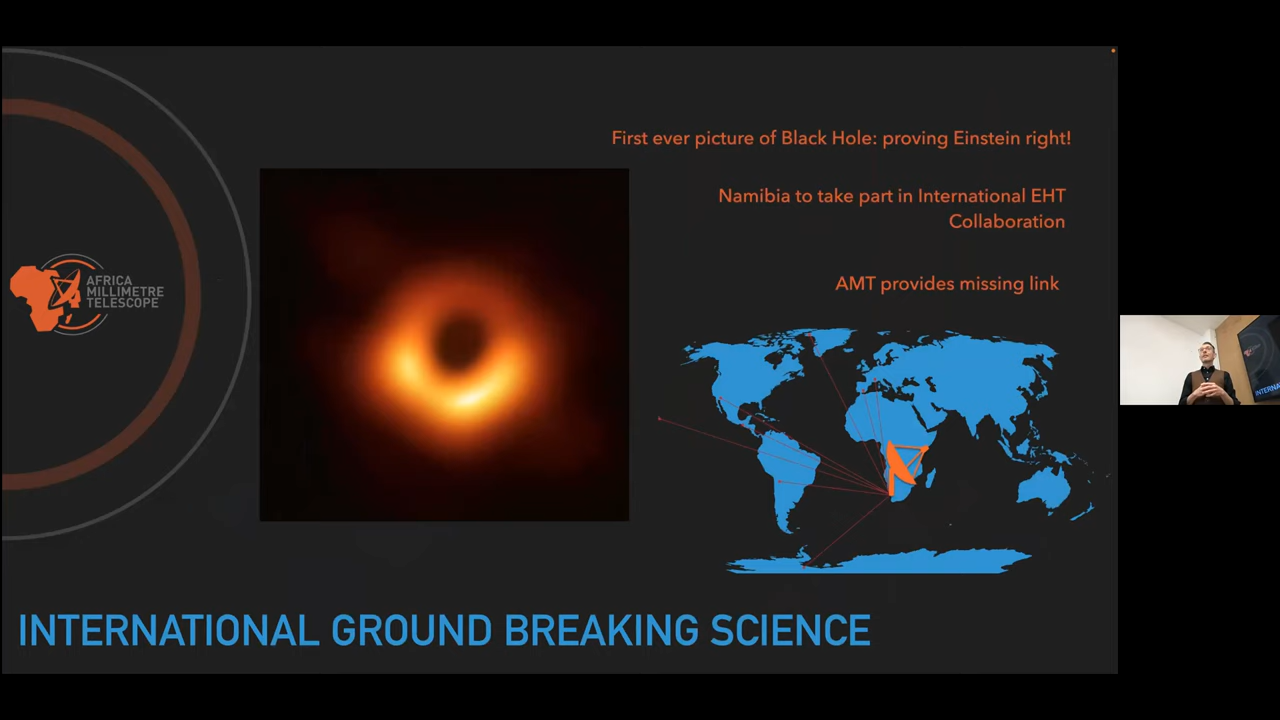 First ever picture of Black Hole: proving Einstein right!
Namibia to take part in International EHT
Collaboration
AMT provides missing link
AFRICA
MILLIMETRE
TELESCOPE
INTERNATIONAL GROUND BREAKING SCIENCE